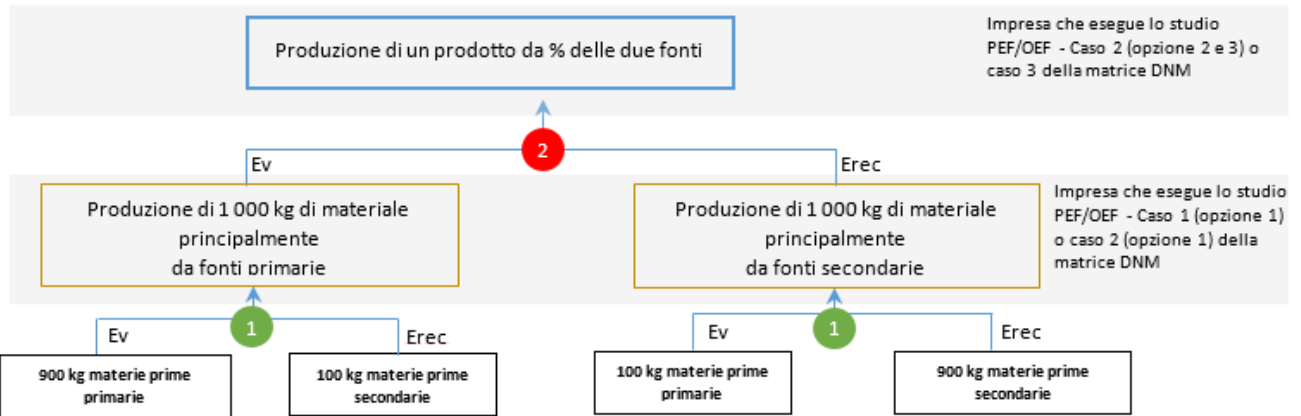 Produzione di un prodotto da % delle due fonti
Impresa che esegue lo studio
PEF/OEF - Caso 2 (opzione 2 e 3) o
caso 3 della matrice DNM
2
Ev
Erec
Produzione di 1 000 kg di materiale
principalmente
da fonti primarie
Produzione di 1 000 kg di materiale
principalmente
da fonti secondarie
Impresa che esegue lo studio
PEF/OEF - Caso 1 (opzione 1)
o caso 2 (opzione 1) della
matrice DNM
1
1
Ev
Erec
Ev
Erec
900 kg materie prime
primarie
100 kg materie prime
secondarie
100 kg materie prime
primarie
900 kg materie prime
secondarie